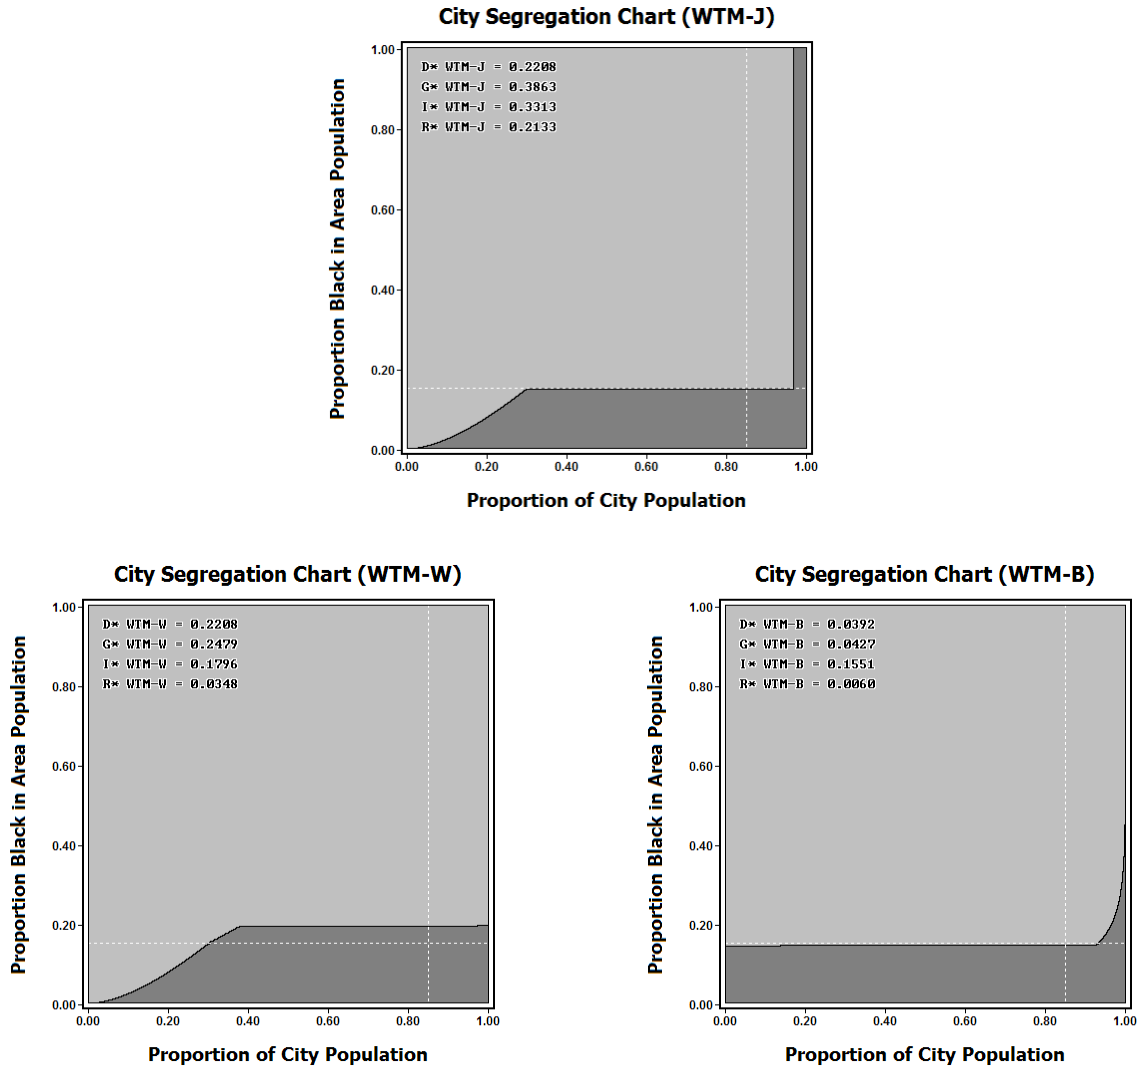 City Segregation Chart (WTM-J)
D* WTM-J = 0.2208
G* WTM-J = 0.3863
I* WTM-J = 0.3313
R* WTM-J = 0.2133
Proportion Black in Area Population
1.00
0.80
0.60
0.40
0.20
0.00
0.00 0.20 0.40 0.60 0.80 1.00
Proportion of City Population
City Segregation Chart (WTM-W)
D* WTM-W = 0.2208
G* WTM-W = 0.2479
I* WTM-W = 0.1796
R* WTM-W = 0.0348
Proportion Black in Area Population
1.00
0.80
0.60
0.40
0.20
0.00
0.00 0.20 0.40 0.60 0.80 1.00
Proportion of City Population
City Segregation Chart (WTM-B)
D* WTM-B = 0.0392
G* WTM-B = 0.0427
I* WTM-B = 0.1551
R* WTM-B = 0.0060
Proportion Black in Area Population
1.00
0.80
0.60
0.40
0.20
0.00
0.00 0.20 0.40 0.60 0.80 1.00
Proportion of City Population